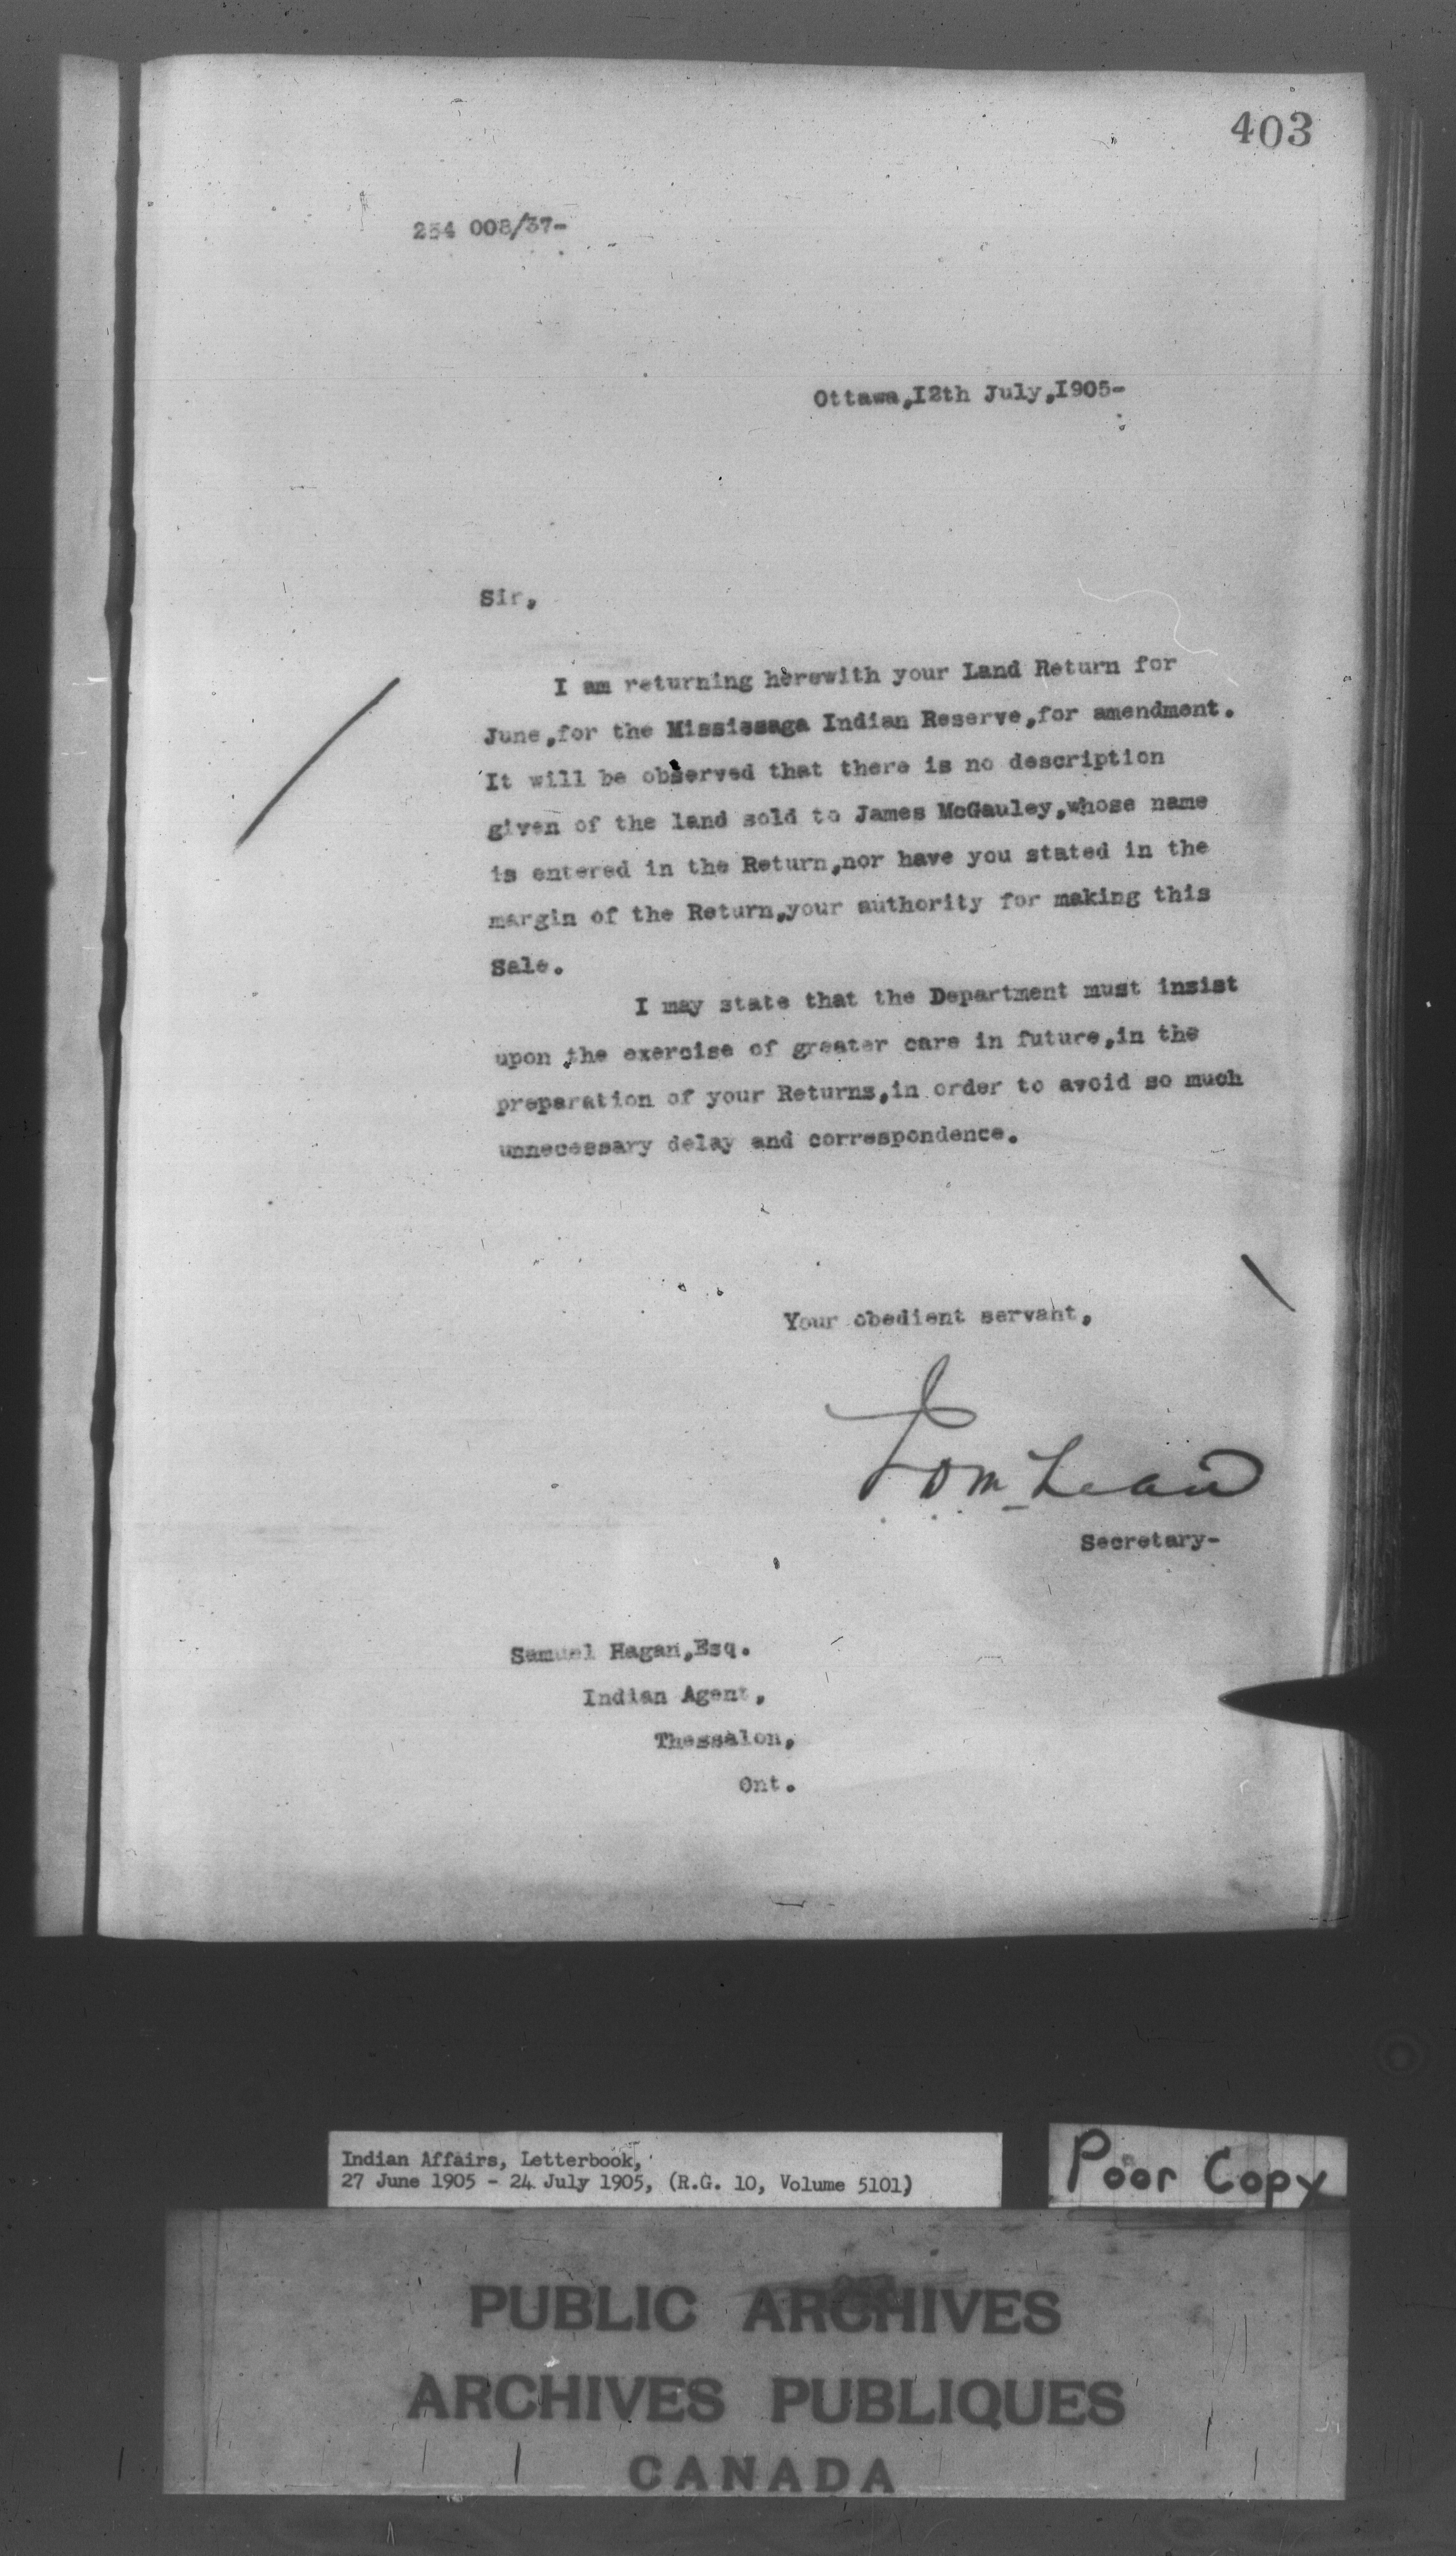 403
254 008/37-
Ottawa,I2th July,I905-
Sir,
I am returning herewith your Land Return for
June,for the Mississaga Indian Reserve,for amendment.
It will be observed that there is no description
given of the land sold to James McGauley,whose name
is entered in the Return,nor have you stated in the
margin of the Return,your authority for making this
Sale.
I may state that the Department must insist
upon the exercise of greater care in future,in the
preparation of your Returns,in order to avoid so much
unnecessary delay and correspondence.
Your obedient servant,
McLean
Secretary-
Samuel Hagan,Esq.
Indian Agent,
Thessalon,
Ont.
Indian Affairs, Letterbook,
27 June 1905 - 24 July 1905, (R.G. 10, Volume 5101)
Poor Copy
PUBLIC ARCHIVES
ARCHIVES PUBLIQUES
CANADA